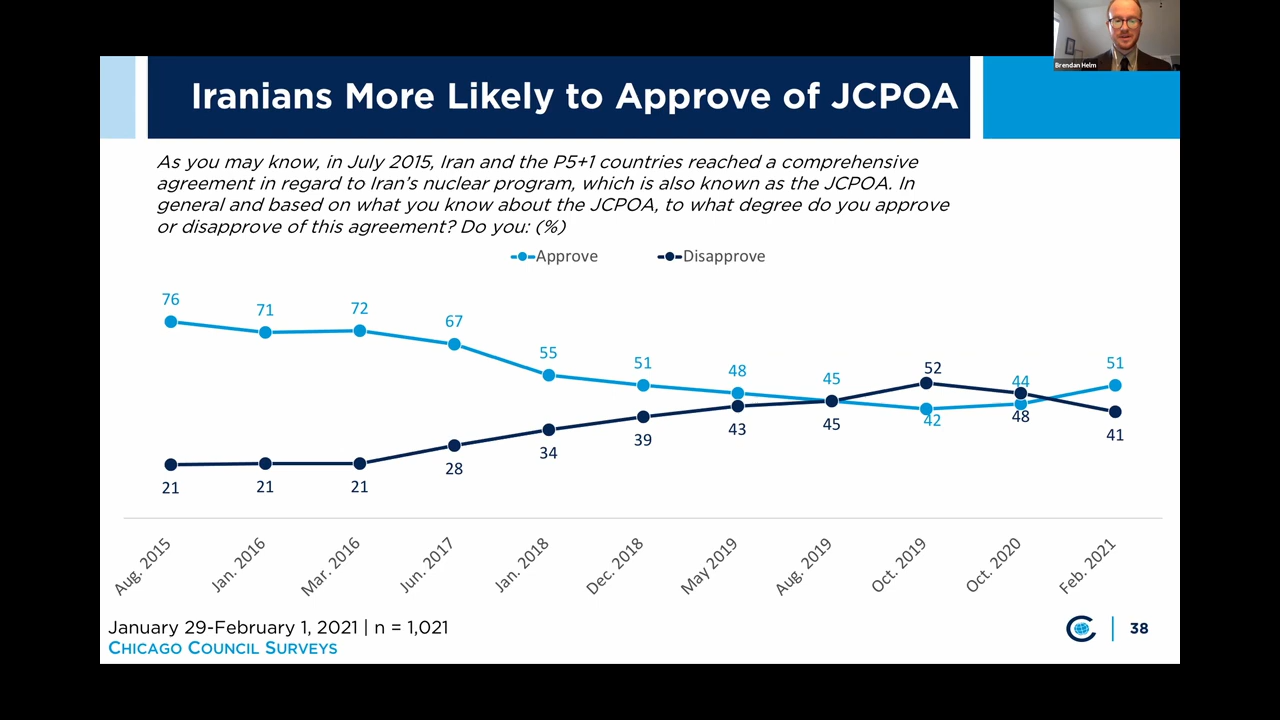 Brendan Helm
Iranians More Likely to Approve of JCPOA
As you may know, in July 2015, Iran and the P5+1 countries reached a comprehensive
agreement in regard to Iran's nuclear program, which is also known as the JCPOA. In
general and based on what you know about the JCPOA, to what degree do you approve
or disapprove of this agreement? Do you: (%)
Approve Disapprove
76 71 72 67 55 51 48 45 52 44 51
21 21 21 28 34 39 43 45 42 48 41
Aug. 2015 Jan. 2016 Mar. 2016 Jun. 2017 Jan. 2018 Dec. 2018 May 2019 Aug. 2019 Oct. 2019 Oct. 2020 Feb. 2021
January 29-February 1, 2021 | n = 1,021
CHICAGO COUNCIL SURVEYS
38